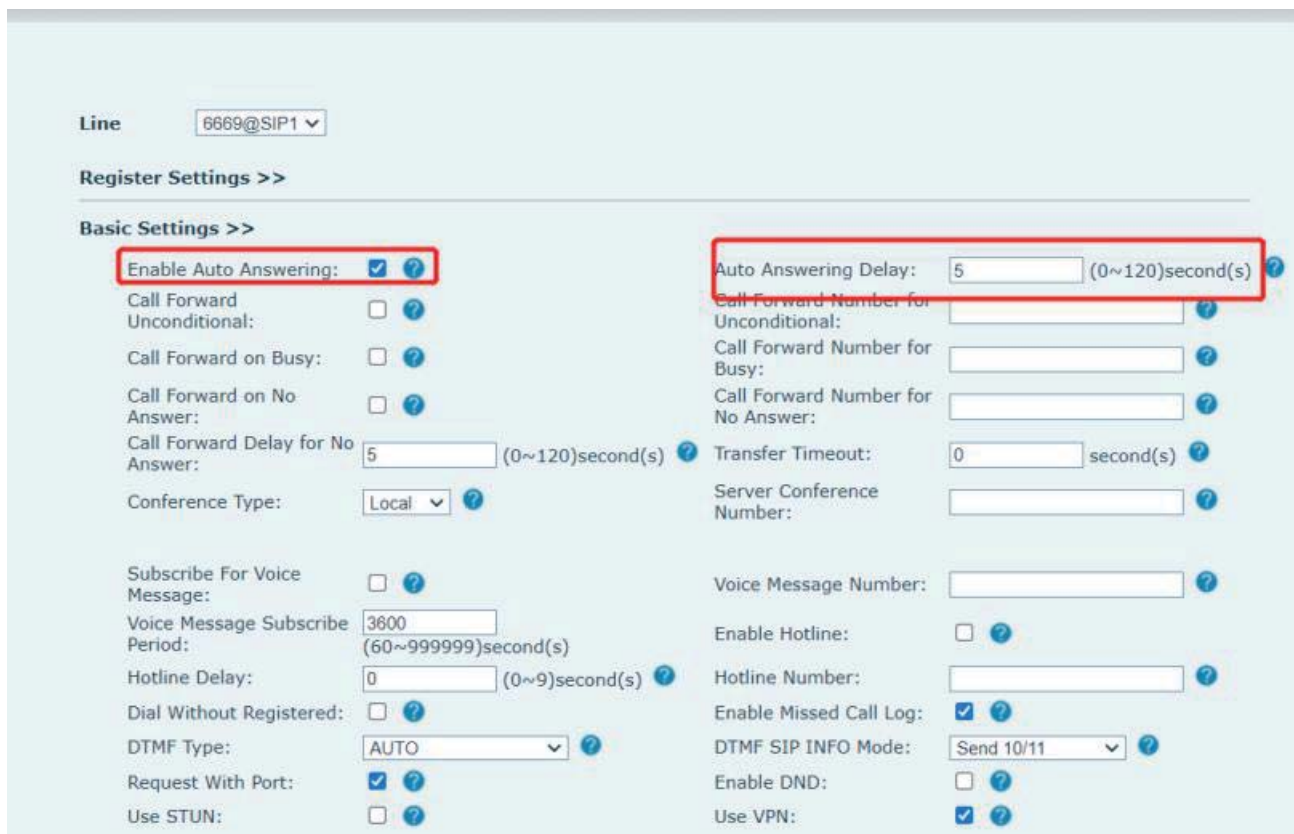 Line 6669@SIP1
Register Settings >>
Basic Settings >>
Enable Auto Answering: ? Auto Answering Delay: 5 (0~120)second(s) ?
Call Forward Unconditional: ? Call Forward Number for Unconditional: ?
Call Forward on Busy: ? Call Forward Number for Busy: ?
Call Forward on No Answer: ? Call Forward Number for No Answer: ?
Call Forward Delay for No Answer: 5 (0~120)second(s) ? Transfer Timeout: 0 second(s) ?
Conference Type: Local ? Server Conference Number: ?
Subscribe For Voice Message: ? Voice Message Number: ?
Voice Message Subscribe Period: 3600 (60~999999)second(s) Enable Hotline: ?
Hotline Delay: 0 (0~9)second(s) ? Hotline Number: ?
Dial Without Registered: ? Enable Missed Call Log: ?
DTMF Type: AUTO ? DTMF SIP INFO Mode: Send 10/11 ?
Request With Port: ? Enable DND: ?
Use STUN: ? Use VPN: ?